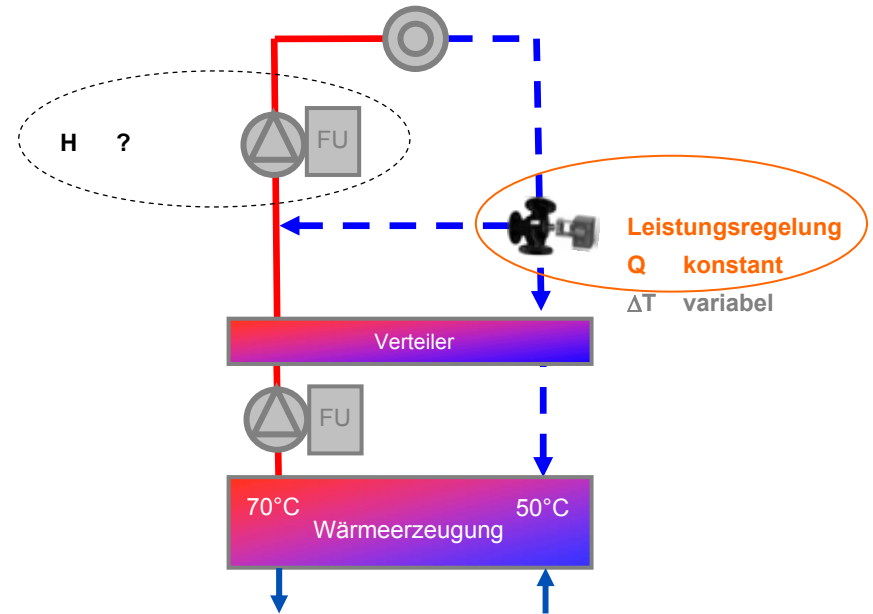 H ?
FU
Leistungsregelung
Q konstant
ΔT variabel
Verteiler
FU
70°C 50°C
Wärmeerzeugung